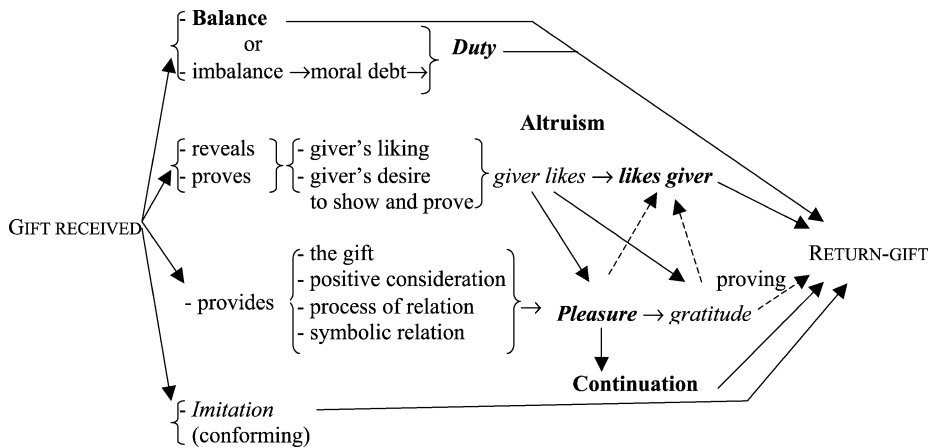 - Balance
or
- imbalance → moral debt →
Duty
Altruism
- reveals
- proves
- giver's liking
- giver's desire
to show and prove
giver likes → likes giver
GIFT RECEIVED
RETURN-GIFT
- provides
- the gift
- positive consideration
- process of relation
- symbolic relation
→
proving
Pleasure → gratitude
Continuation
- Imitation
(conforming)